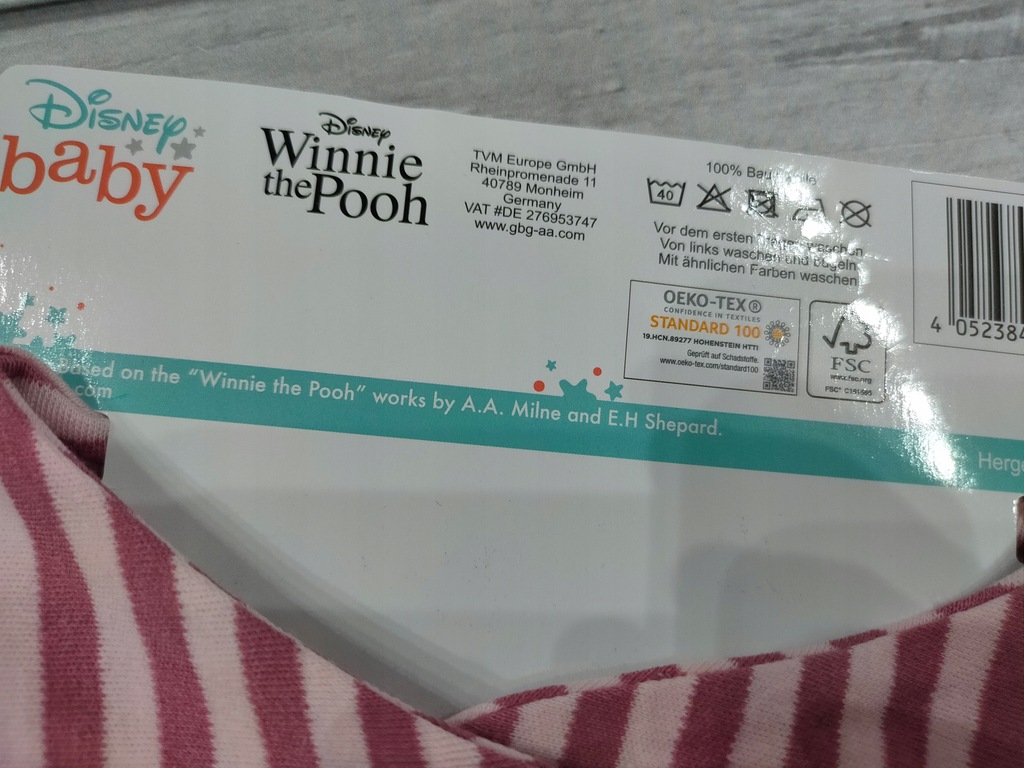 Disney
baby
Disney
Winnie
the Pooh
TVM Europe GmbH
Rheinpromenade 11
40789 Monheim
Germany
VAT #DE 276953747
www.gbg-aa.com
100%
40
Vor dem ersten waschen
Von links waschen und bügeln
Mit ähnlichen Farben waschen
OEKO-TEX®
CONFIDENCE IN TEXTILES
STANDARD 100
19.HCN.89277 HOHENSTEIN HTTI
Geprüft auf Schadstoffe.
www.oeko-tex.com/standard100
FSC
www.fsc.org
4 052384
Based on the “Winnie the Pooh” works by A.A. Milne and E.H Shepard.
.com